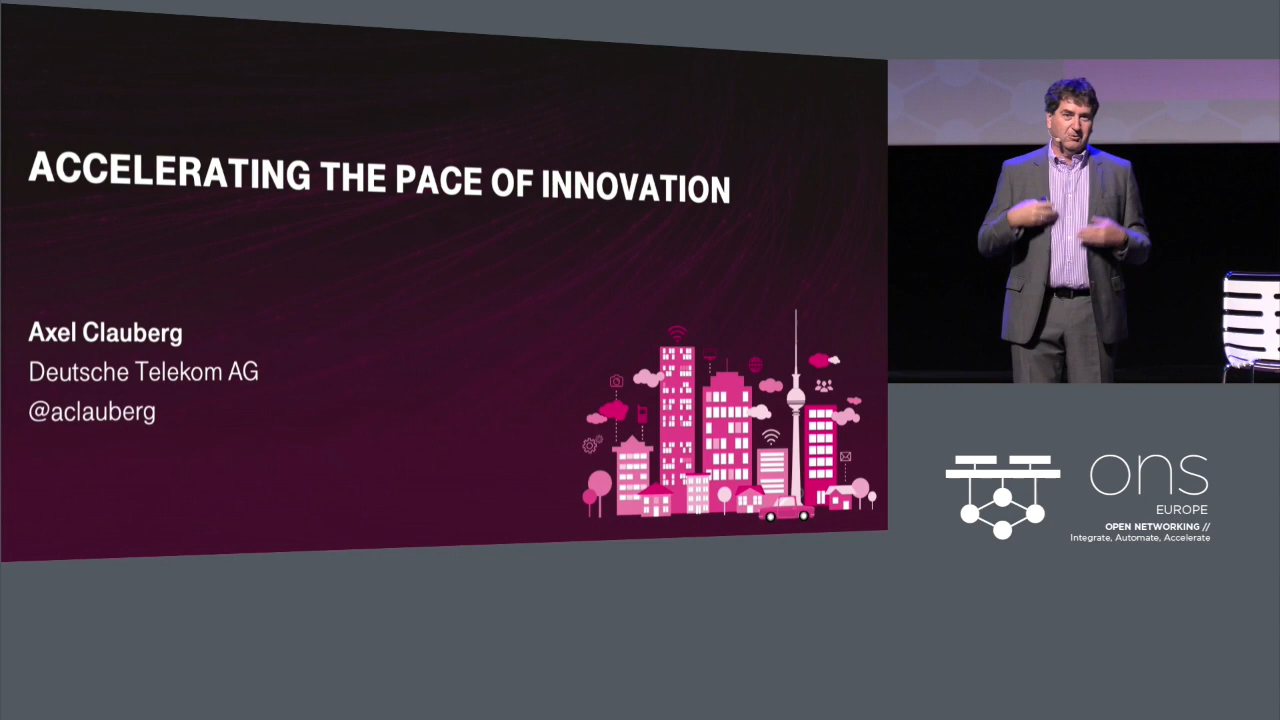 ACCELERATING THE PACE OF INNOVATION
Axel Clauberg
Deutsche Telekom AG
@aclauberg
ons
EUROPE
OPEN NETWORKING //
Integrate, Automate, Accelerate